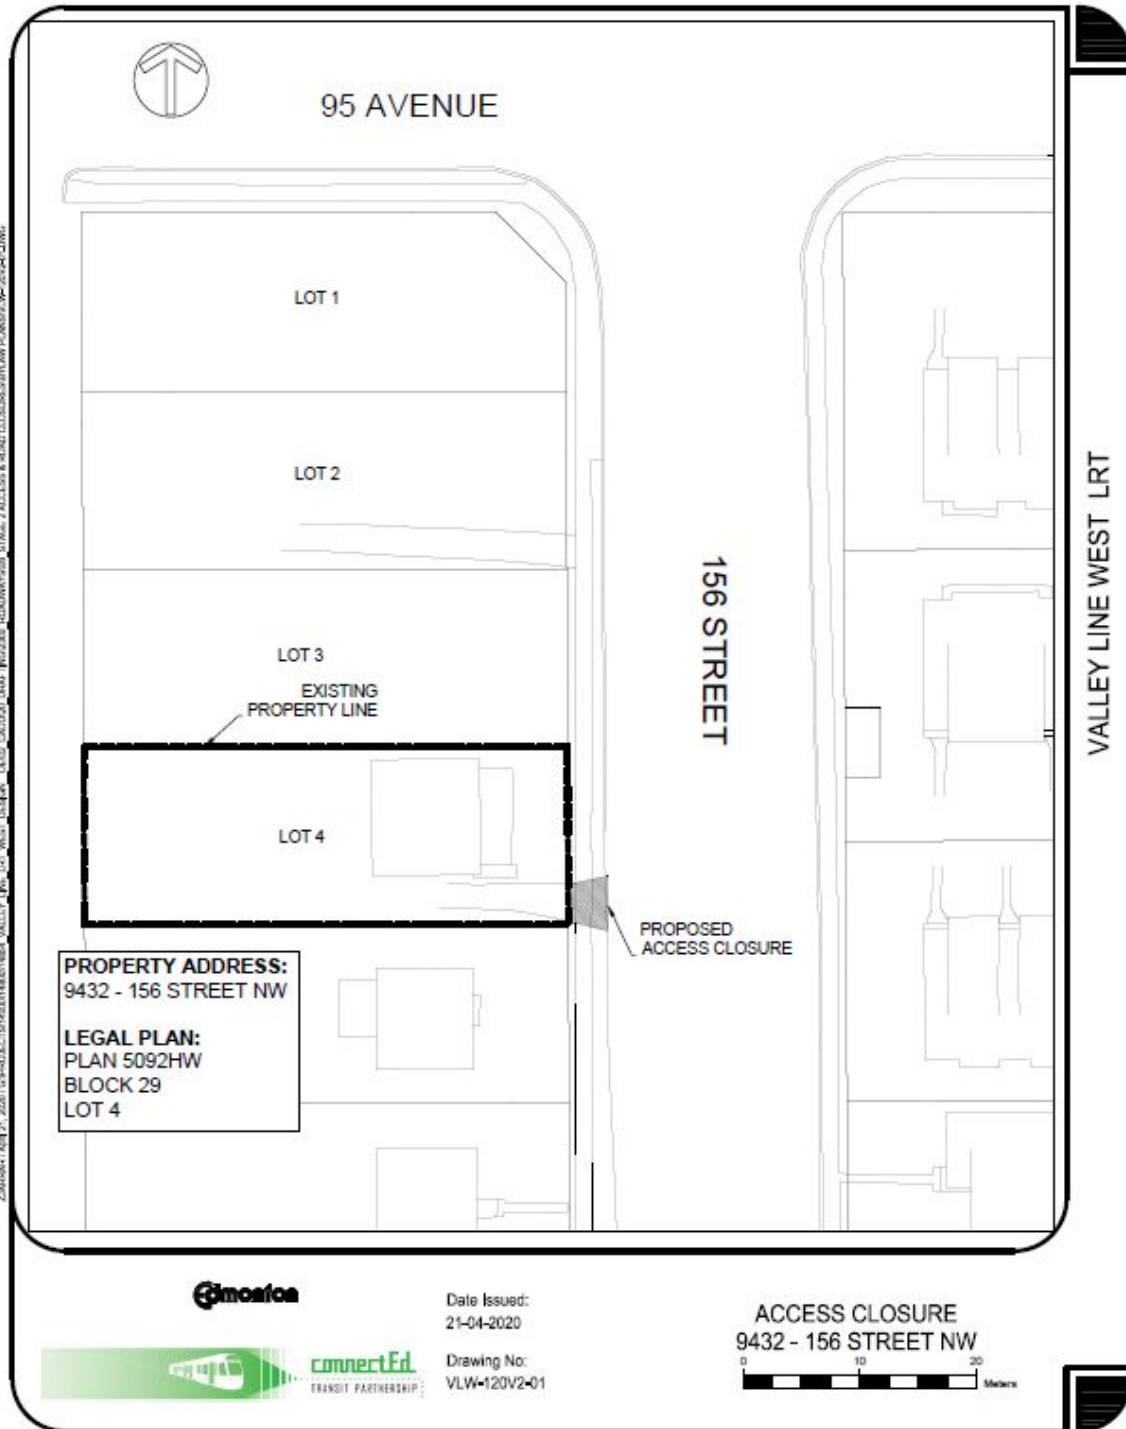 95 AVENUE
LOT 1
LOT 2
LOT 3
EXISTING
PROPERTY LINE
LOT 4
156 STREET
PROPOSED
ACCESS CLOSURE
VALLEY LINE WEST LRT
PROPERTY ADDRESS:
9432 - 156 STREET NW
LEGAL PLAN:
PLAN 5092HW
BLOCK 29
LOT 4
Edmonton
connectEd
TRANSIT PARTNERSHIP
Date Issued:
21-04-2020
Drawing No:
VLW-120V2-01
ACCESS CLOSURE
9432 - 156 STREET NW
0 10 20
Meters